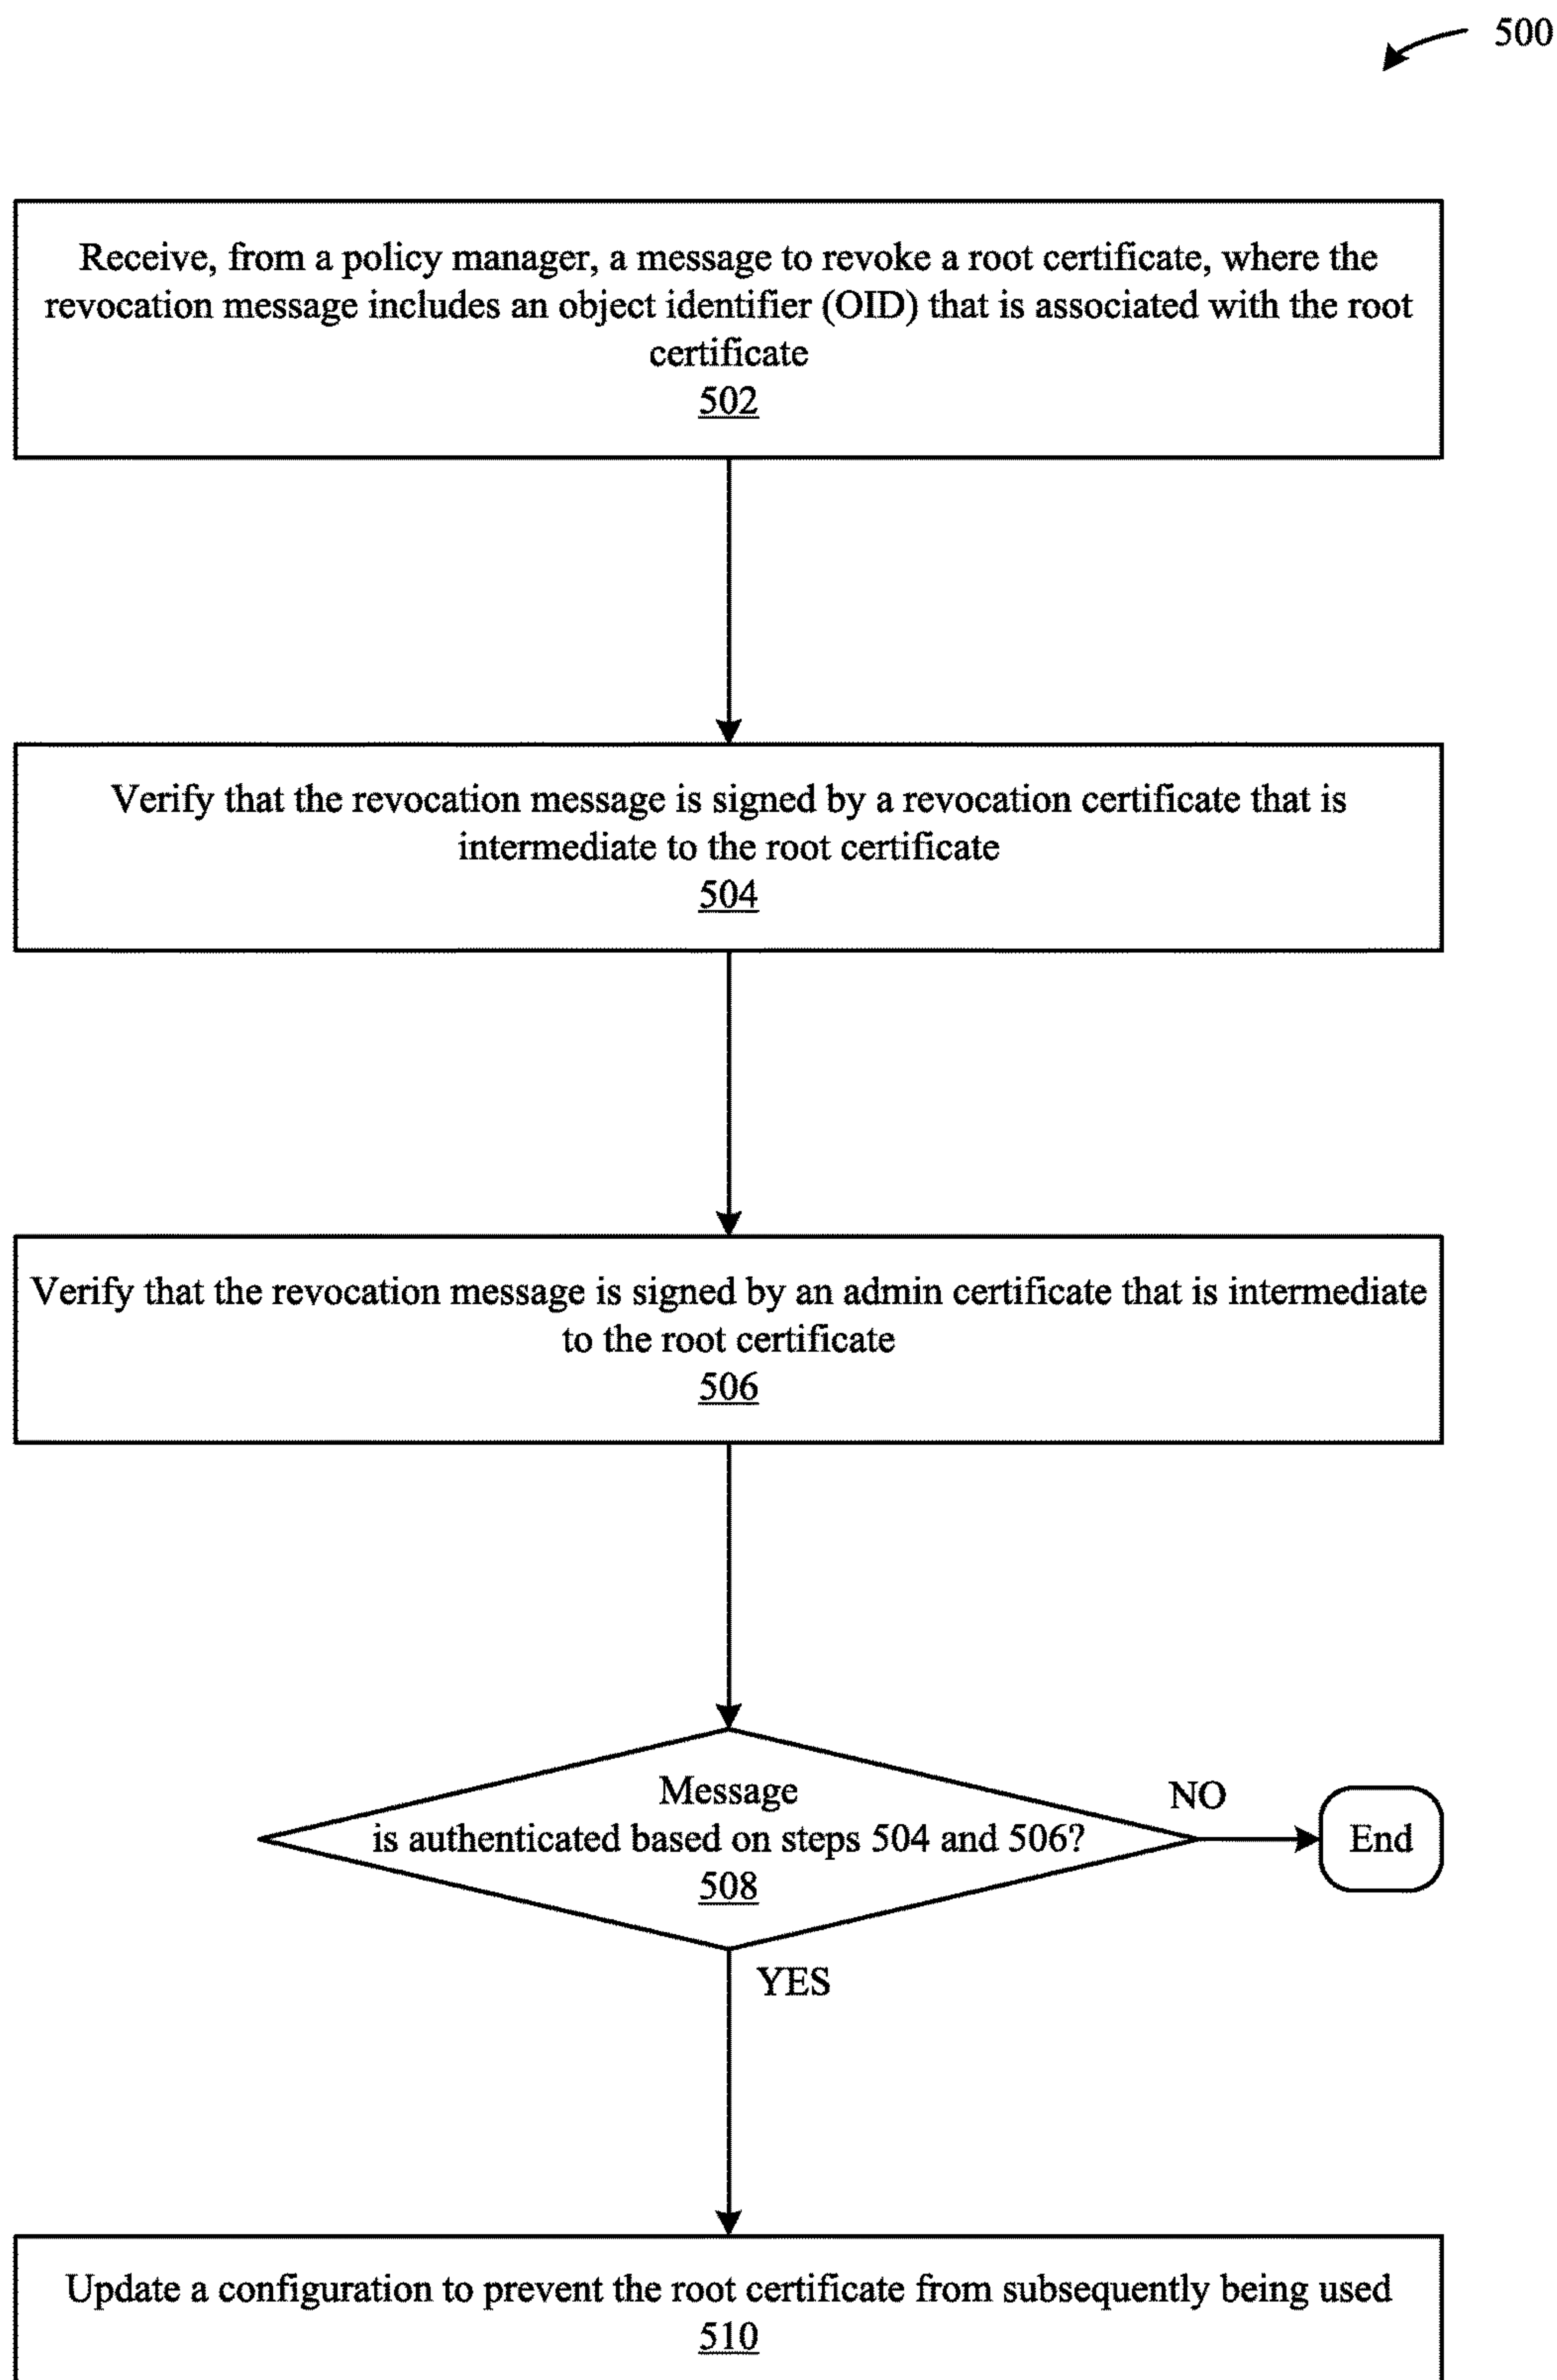 500
Receive, from a policy manager, a message to revoke a root certificate, where the
revocation message includes an object identifier (OID) that is associated with the root
certificate
502
Verify that the revocation message is signed by a revocation certificate that is
intermediate to the root certificate
504
Verify that the revocation message is signed by an admin certificate that is intermediate
to the root certificate
506
Message
is authenticated based on steps 504 and 506?
508
NO
End
YES
Update a configuration to prevent the root certificate from subsequently being used
510